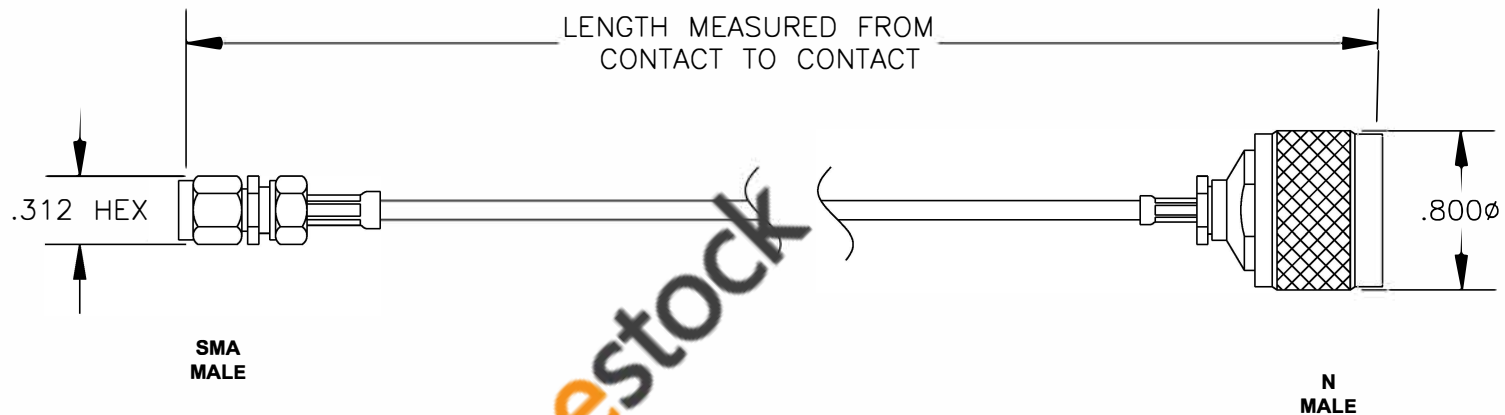 LENGTH MEASURED FROM
CONTACT TO CONTACT
.312 HEX
.800ø
SMA
MALE
estock
N
MALE